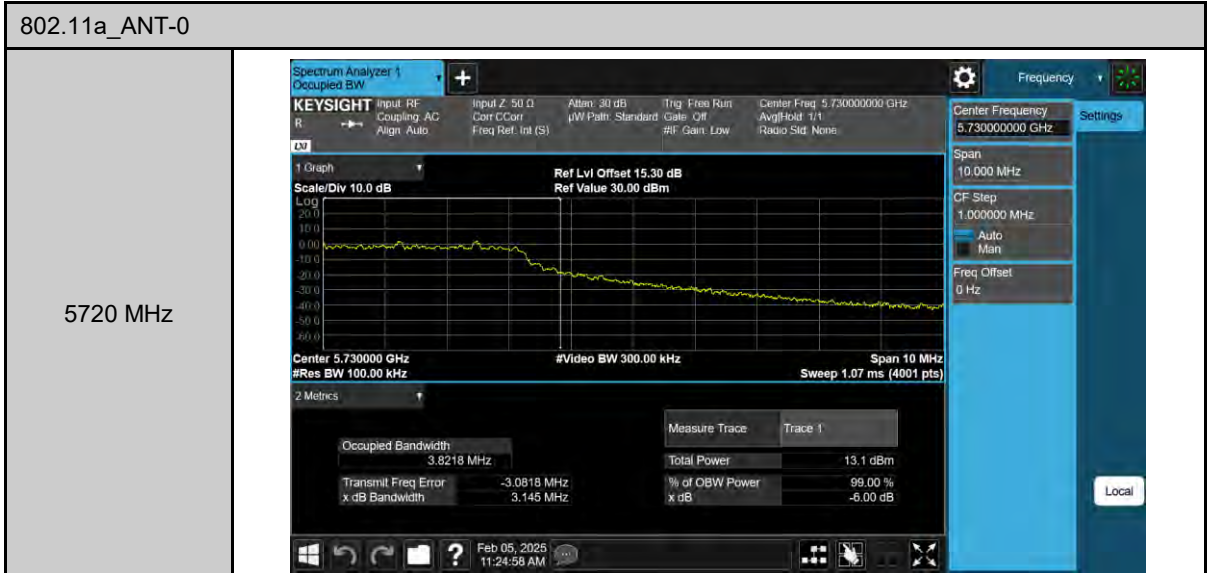 802.11a_ANT-0
5720 MHz
Spectrum Analyzer 1
Occupied BW
+
Frequency
KEYSIGHT
R
LXI
Input: RF
Coupling: AC
Align: Auto
Input Z: 50 Ω
Corr CCorr
Freq Ref: Int (S)
Atten: 30 dB
µW Path: Standard
Trig: Free Run
Gate: Off
#IF Gain: Low
Center Freq: 5.730000000 GHz
Avg|Hold: 1/1
Radio Std: None
1 Graph
Scale/Div 10.0 dB
Ref Lvl Offset 15.30 dB
Ref Value 30.00 dBm
Log
20.0
10.0
0.00
-10.0
-20.0
-30.0
-40.0
-50.0
-60.0
Center 5.730000 GHz
#Res BW 100.00 kHz
#Video BW 300.00 kHz
Span 10 MHz
Sweep 1.07 ms (4001 pts)
2 Metrics
Measure Trace
Trace 1
Occupied Bandwidth
3.8218 MHz
Total Power
13.1 dBm
Transmit Freq Error
-3.0818 MHz
% of OBW Power
99.00 %
x dB Bandwidth
3.145 MHz
x dB
-6.00 dB
Center Frequency
5.730000000 GHz
Settings
Span
10.000 MHz
CF Step
1.000000 MHz
Auto
Man
Freq Offset
0 Hz
Local
?
Feb 05, 2025
11:24:58 AM